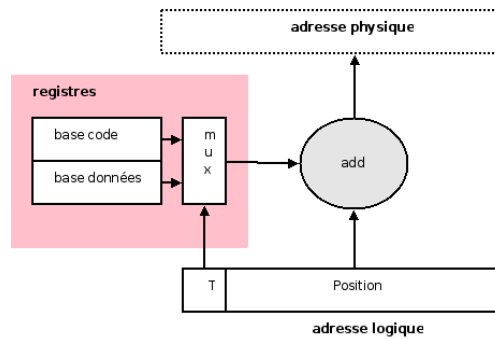 adresse physique
registres
base code
base données
m
u
x
add
T
Position
adresse logique